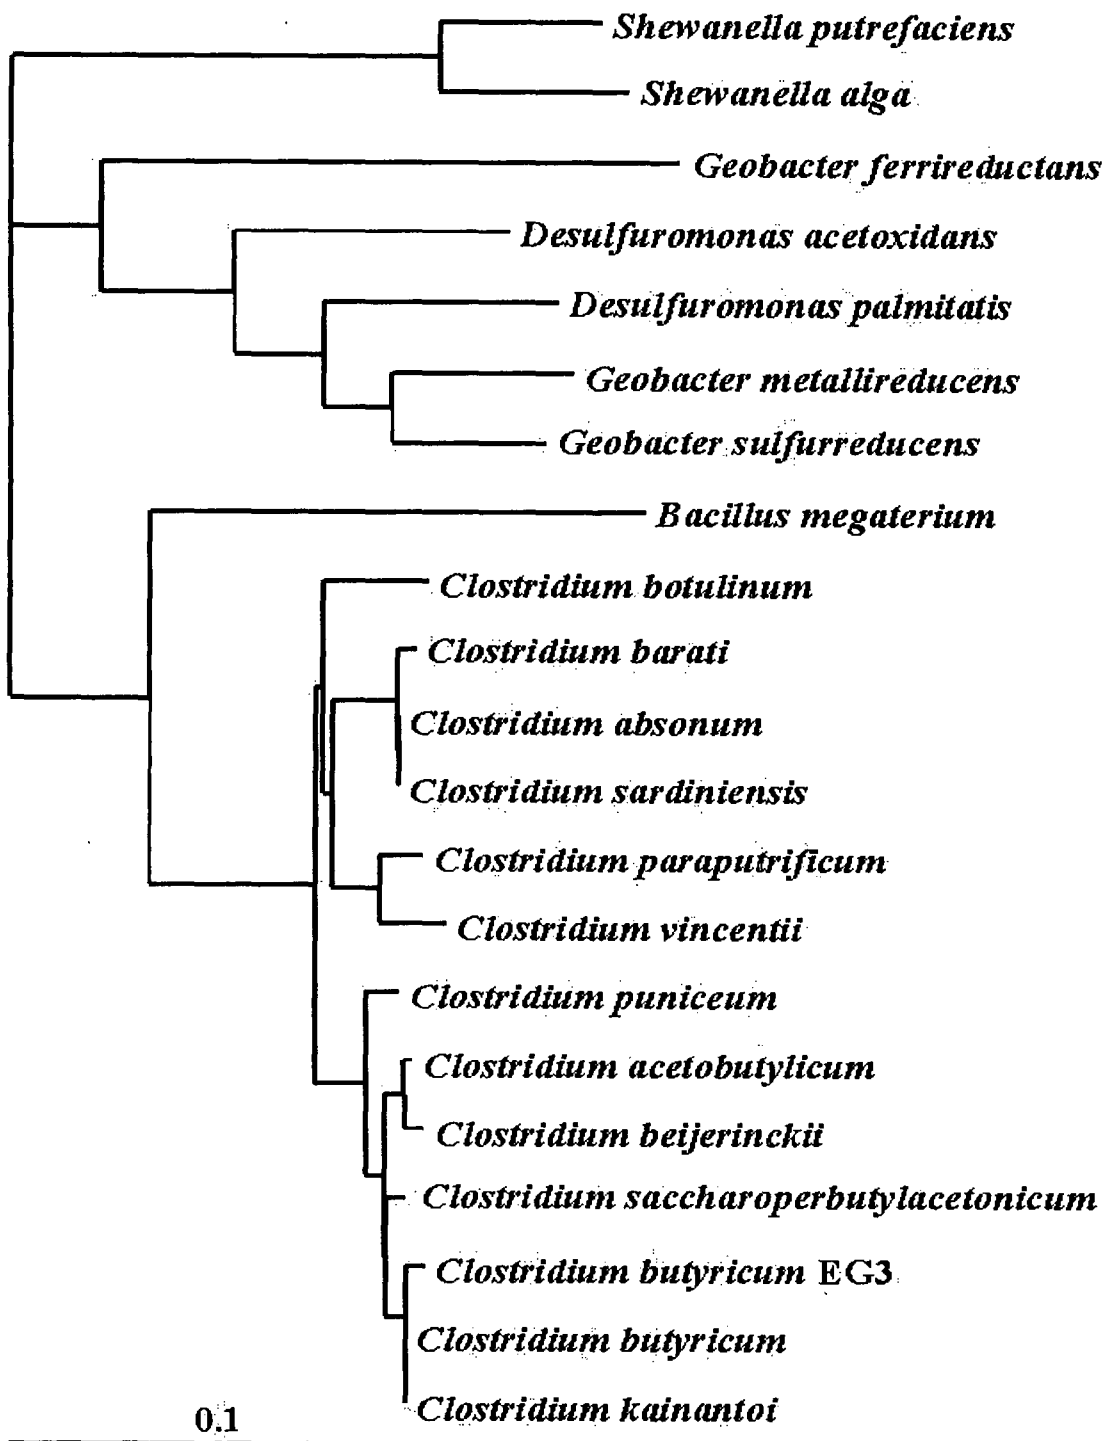 Shewanella putrefaciens
Shewanella alga
Geobacter ferrireductans
Desulfuromonas acetoxidans
Desulfuromonas palmitatis
Geobacter metallireducens
Geobacter sulfurreducens
Bacillus megaterium
Clostridium botulinum
Clostridium barati
Clostridium absonum
Clostridium sardiniensis
Clostridium paraputrificum
Clostridium vincentii
Clostridium puniceum
Clostridium acetobutylicum
Clostridium beijerinckii
Clostridium saccharoperbutylacetonicum
Clostridium butyricum EG3
Clostridium butyricum
Clostridium kainantoi
0.1